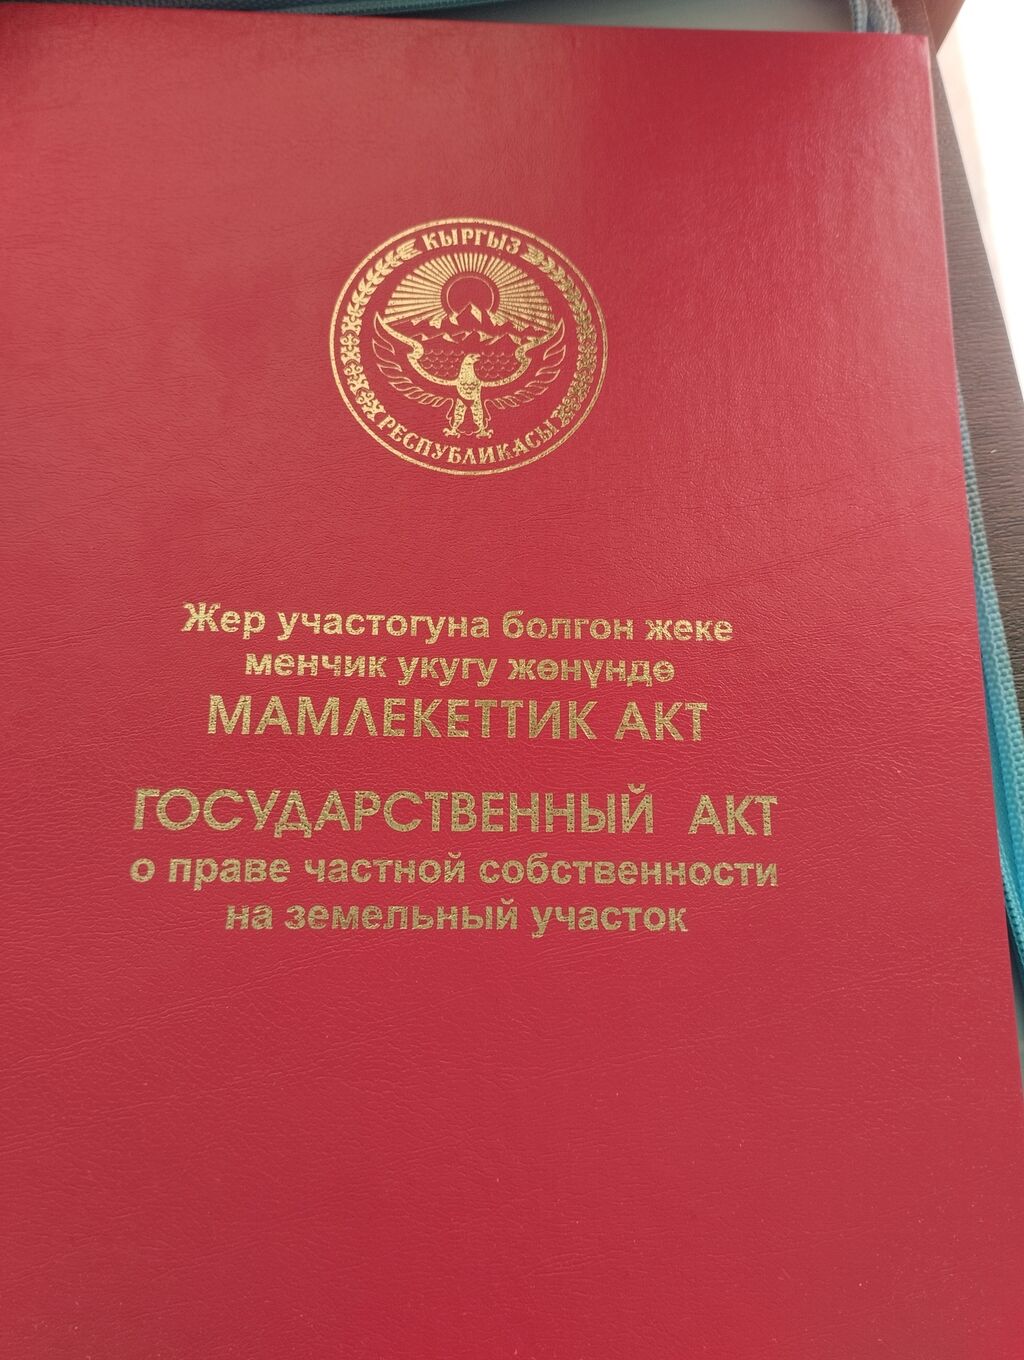 КЫРГЫЗ
РЕСПУБЛИКАСЫ
Жер участогуна болгон жеке
менчик укугу жөнүндө
МАМЛЕКЕТТИК АКТ
ГОСУДАРСТВЕННЫЙ АКТ
о праве частной собственности
на земельный участок